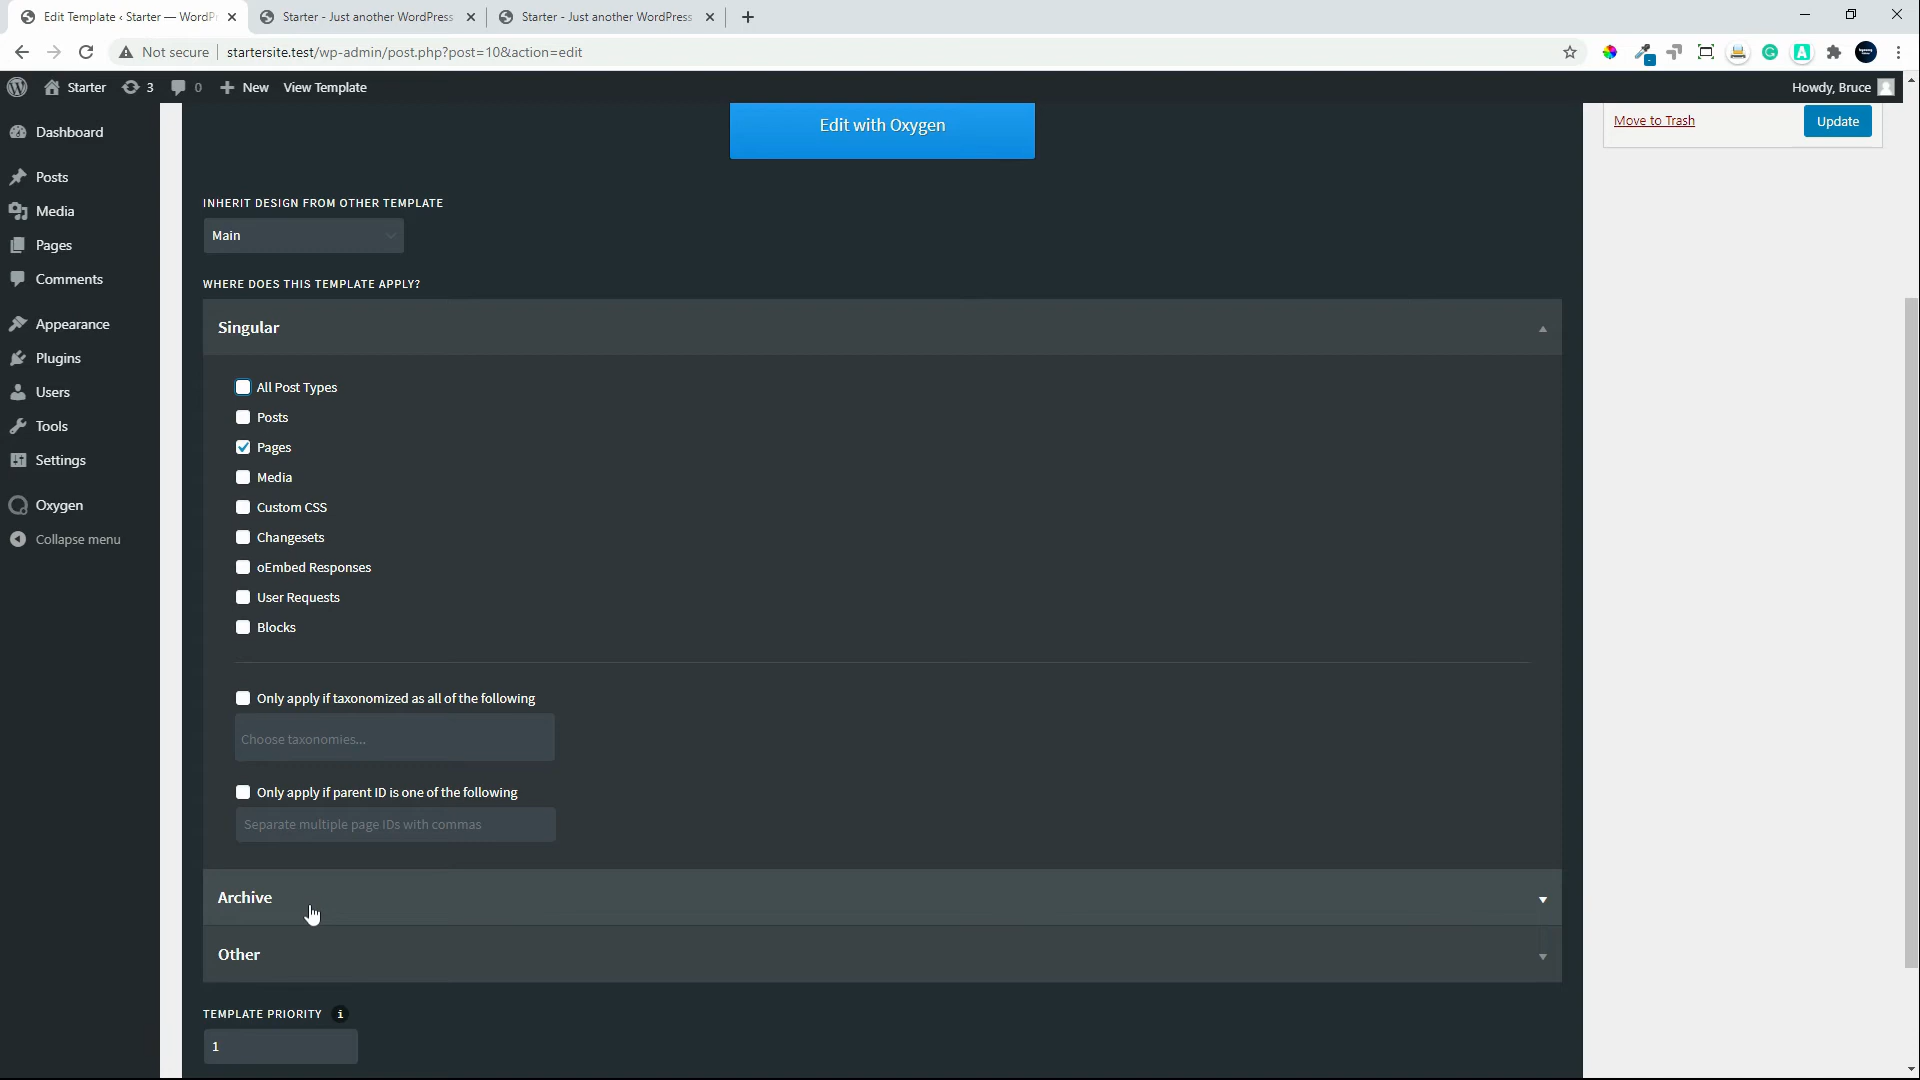 Edit Template ‹ Starter — WordPr
Starter - Just another WordPress
Starter - Just another WordPress
Not secure
startersite.test/wp-admin/post.php?post=10&action=edit
Starter
3
0
New
View Template
Howdy, Bruce
Dashboard
Posts
Media
Pages
Comments
Appearance
Plugins
Users
Tools
Settings
Oxygen
Collapse menu
Edit with Oxygen
Move to Trash
Update
INHERIT DESIGN FROM OTHER TEMPLATE
Main
WHERE DOES THIS TEMPLATE APPLY?
Singular
All Post Types
Posts
Pages
Media
Custom CSS
Changesets
oEmbed Responses
User Requests
Blocks
Only apply if taxonomized as all of the following
Choose taxonomies...
Only apply if parent ID is one of the following
Separate multiple page IDs with commas
Archive
Other
TEMPLATE PRIORITY i
1